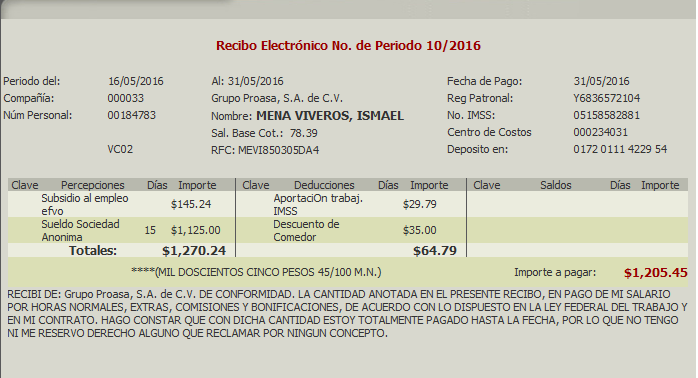 Recibo Electrónico No. de Periodo 10/2016
Periodo del: 16/05/2016 Al: 31/05/2016 Fecha de Pago: 31/05/2016
Compañía: 000033 Grupo Proasa, S.A. de C.V. Reg Patronal: Y6836572104
Núm Personal: 00184783 Nombre: MENA VIVEROS, ISMAEL No. IMSS: 05158582881
Sal. Base Cot.: 78.39 Centro de Costos 000234031
VC02 RFC: MEVI850305DA4 Deposito en: 0172 0111 4229 54
Clave Percepciones Días Importe Clave Deducciones Días Importe Clave Saldos Días Importe
Subsidio al empleo efvo $145.24 AportaciOn trabaj. IMSS $29.79
Sueldo Sociedad Anonima 15 $1,125.00 Descuento de Comedor $35.00
Totales: $1,270.24 $64.79
****(MIL DOSCIENTOS CINCO PESOS 45/100 M.N.) Importe a pagar: $1,205.45
RECIBI DE: Grupo Proasa, S.A. de C.V. DE CONFORMIDAD. LA CANTIDAD ANOTADA EN EL PRESENTE RECIBO, EN PAGO DE MI SALARIO
POR HORAS NORMALES, EXTRAS, COMISIONES Y BONIFICACIONES, DE ACUERDO CON LO DISPUESTO EN LA LEY FEDERAL DEL TRABAJO Y
EN MI CONTRATO. HAGO CONSTAR QUE CON DICHA CANTIDAD ESTOY TOTALMENTE PAGADO HASTA LA FECHA, POR LO QUE NO TENGO
NI ME RESERVO DERECHO ALGUNO QUE RECLAMAR POR NINGUN CONCEPTO.